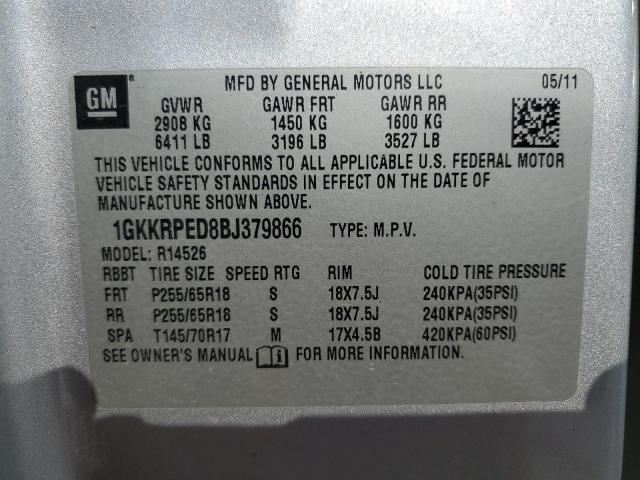 GM
MFD BY GENERAL MOTORS LLC 05/11
GVWR GAWR FRT GAWR RR
2908 KG 1450 KG 1600 KG
6411 LB 3196 LB 3527 LB
THIS VEHICLE CONFORMS TO ALL APPLICABLE U.S. FEDERAL MOTOR
VEHICLE SAFETY STANDARDS IN EFFECT ON THE DATE OF
MANUFACTURE SHOWN ABOVE.
1GKKRPED8BJ379866 TYPE: M.P.V.
MODEL: R14526
RBBT TIRE SIZE SPEED RTG RIM COLD TIRE PRESSURE
FRT P255/65R18 S 18X7.5J 240KPA(35PSI)
RR P255/65R18 S 18X7.5J 240KPA(35PSI)
SPA T145/70R17 M 17X4.5B 420KPA(60PSI)
SEE OWNER'S MANUAL FOR MORE INFORMATION.